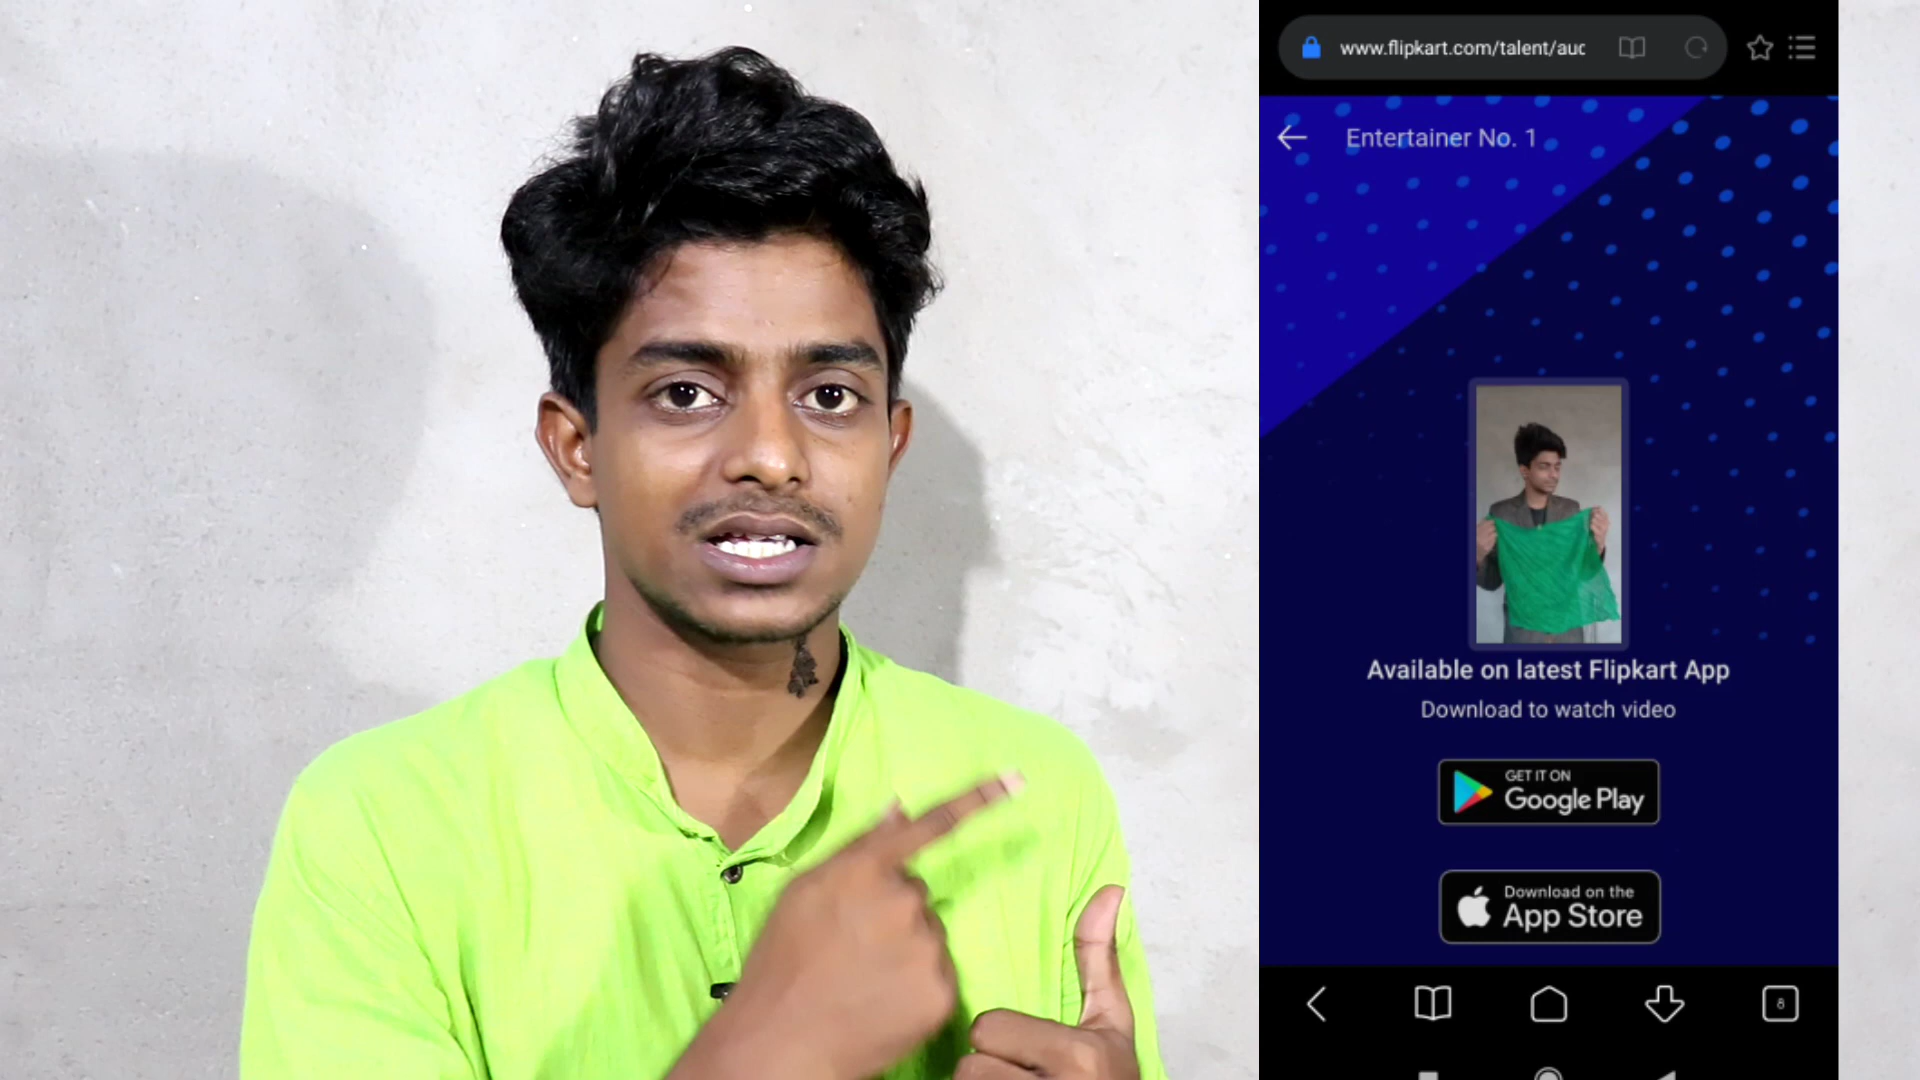 www.flipkart.com/talent/auc
Entertainer No. 1
Available on latest Flipkart App
Download to watch video
GET IT ON
Google Play
Download on the
App Store
8